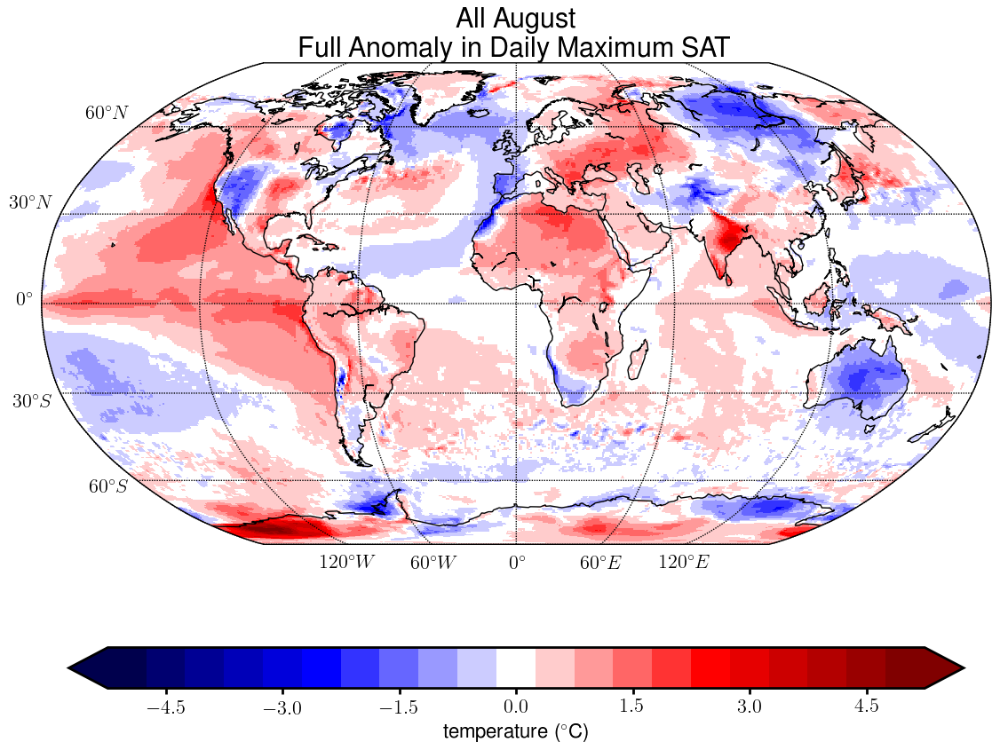 All August
Full Anomaly in Daily Maximum SAT
60°N
30°N
0°
30°S
60°S
120°W 60°W 0° 60°E 120°E
−4.5 −3.0 −1.5 0.0 1.5 3.0 4.5
temperature (°C)